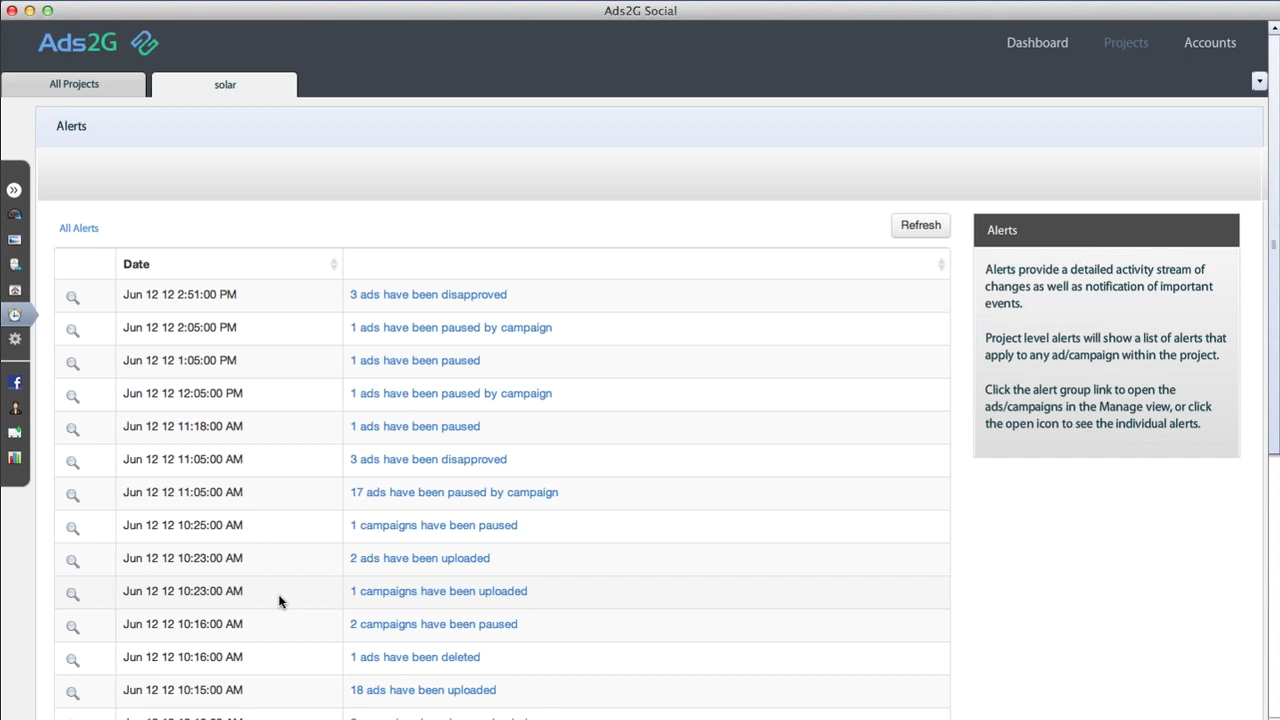 Ads2G Social
Ads2G
Dashboard Projects Accounts
All Projects solar
Alerts
All Alerts Refresh
Date
Jun 12 12 2:51:00 PM 3 ads have been disapproved
Jun 12 12 2:05:00 PM 1 ads have been paused by campaign
Jun 12 12 1:05:00 PM 1 ads have been paused
Jun 12 12 12:05:00 PM 1 ads have been paused by campaign
Jun 12 12 11:18:00 AM 1 ads have been paused
Jun 12 12 11:05:00 AM 3 ads have been disapproved
Jun 12 12 11:05:00 AM 17 ads have been paused by campaign
Jun 12 12 10:25:00 AM 1 campaigns have been paused
Jun 12 12 10:23:00 AM 2 ads have been uploaded
Jun 12 12 10:23:00 AM 1 campaigns have been uploaded
Jun 12 12 10:16:00 AM 2 campaigns have been paused
Jun 12 12 10:16:00 AM 1 ads have been deleted
Jun 12 12 10:15:00 AM 18 ads have been uploaded
Alerts
Alerts provide a detailed activity stream of
changes as well as notification of important
events.
Project level alerts will show a list of alerts that
apply to any ad/campaign within the project.
Click the alert group link to open the
ads/campaigns in the Manage view, or click
the open icon to see the individual alerts.